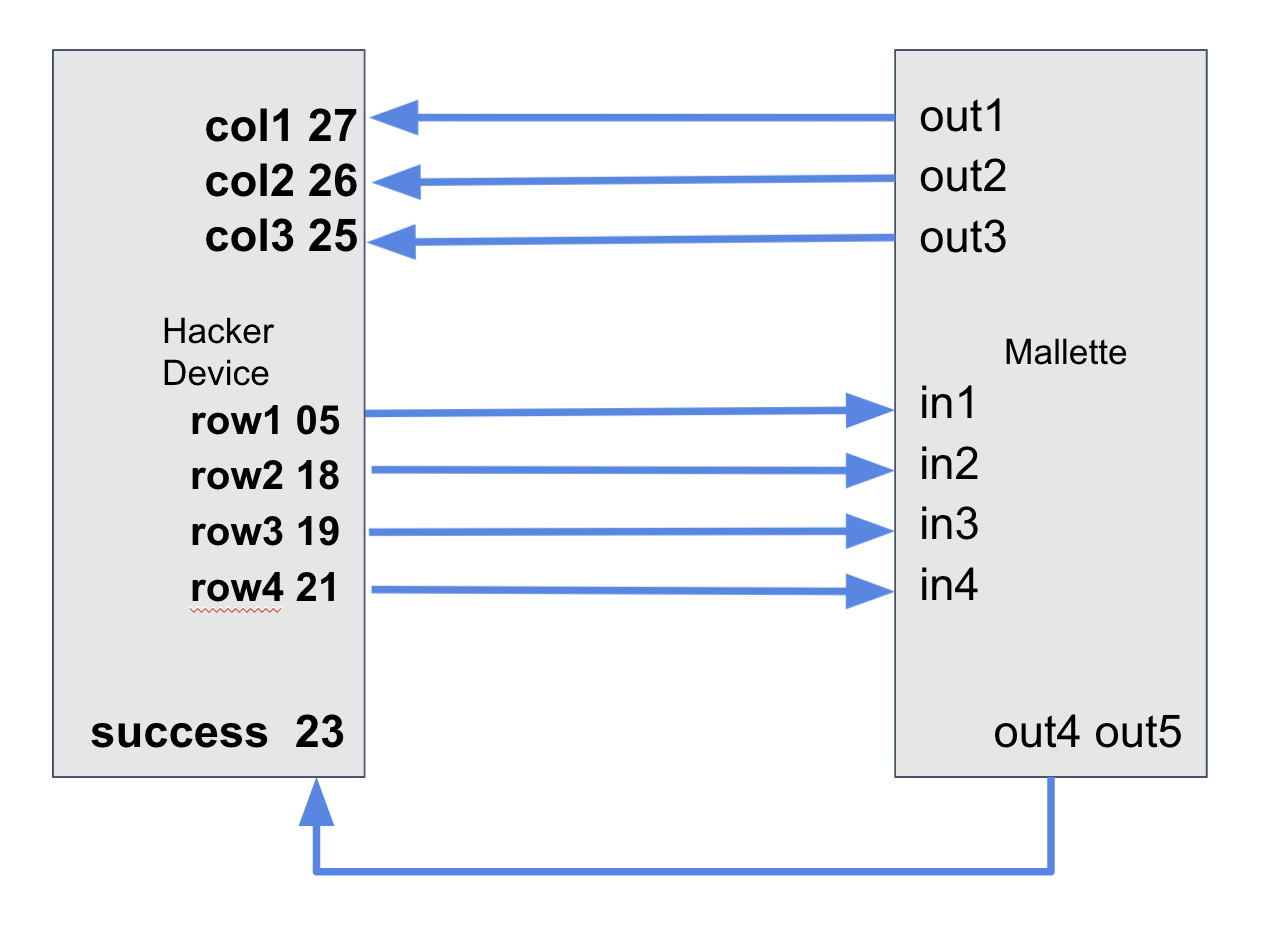 col1 27
col2 26
col3 25
Hacker
Device
row1 05
row2 18
row3 19
row4 21
success 23
out1
out2
out3
Mallette
in1
in2
in3
in4
out4 out5